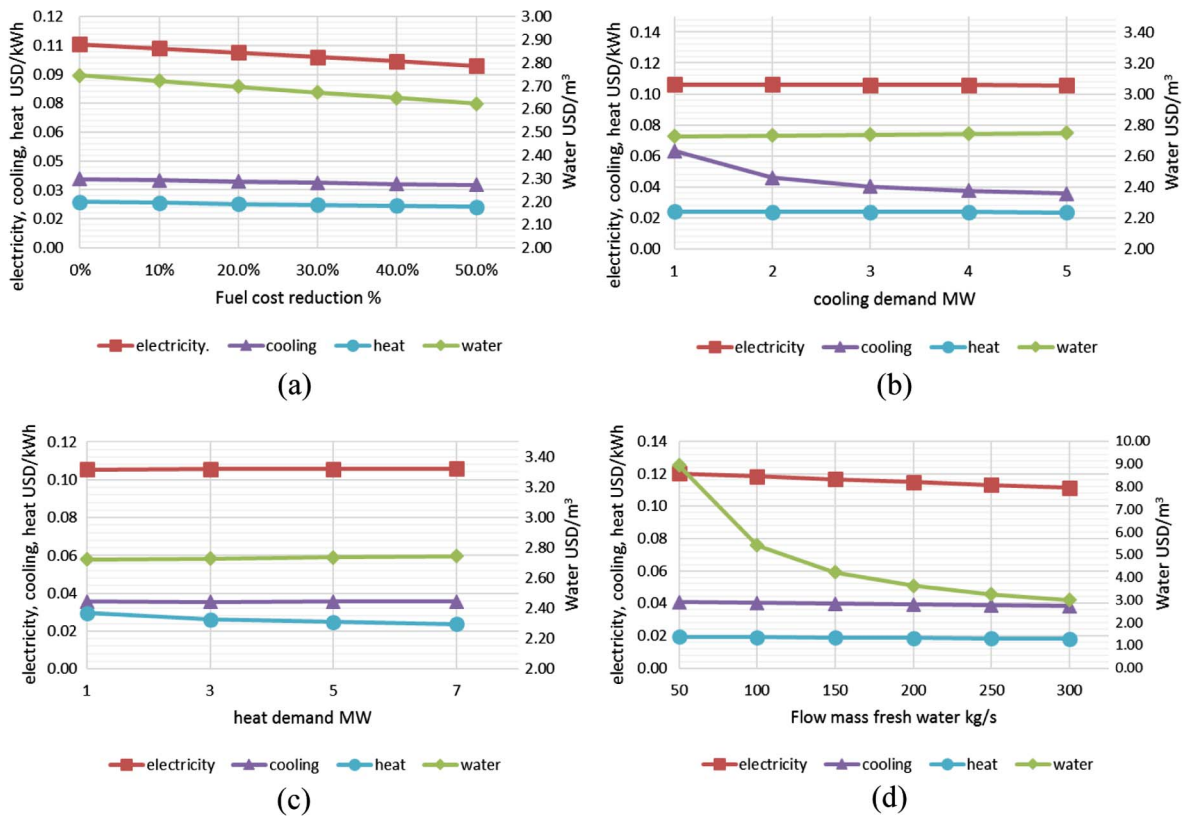 electricity, cooling, heat USD/kWh
0.12
0.11
0.09
0.08
0.06
0.05
0.03
0.02
0.00
3.00
2.90
2.80
2.70
2.60
2.50
2.40
2.30
2.20
2.10
2.00
Water USD/m³
0% 10% 20.0% 30.0% 40.0% 50.0%
Fuel cost reduction %
electricity. cooling heat water
(a)
electricity, cooling, heat USD/kWh
0.14
0.12
0.10
0.08
0.06
0.04
0.02
0.00
3.40
3.20
3.00
2.80
2.60
2.40
2.20
2.00
Water USD/m³
1 2 3 4 5
cooling demand MW
electricity cooling heat water
(b)
electricity, cooling, heat USD/kWh
0.12
0.10
0.08
0.06
0.04
0.02
0.00
3.40
3.20
3.00
2.80
2.60
2.40
2.20
2.00
Water USD/m³
1 3 5 7
heat demand MW
electricity cooling heat water
(c)
electricity, cooling, heat USD/kWh
0.14
0.12
0.10
0.08
0.06
0.04
0.02
0.00
10.00
9.00
8.00
7.00
6.00
5.00
4.00
3.00
2.00
1.00
0.00
Water USD/m³
50 100 150 200 250 300
Flow mass fresh water kg/s
electricity cooling heat water
(d)